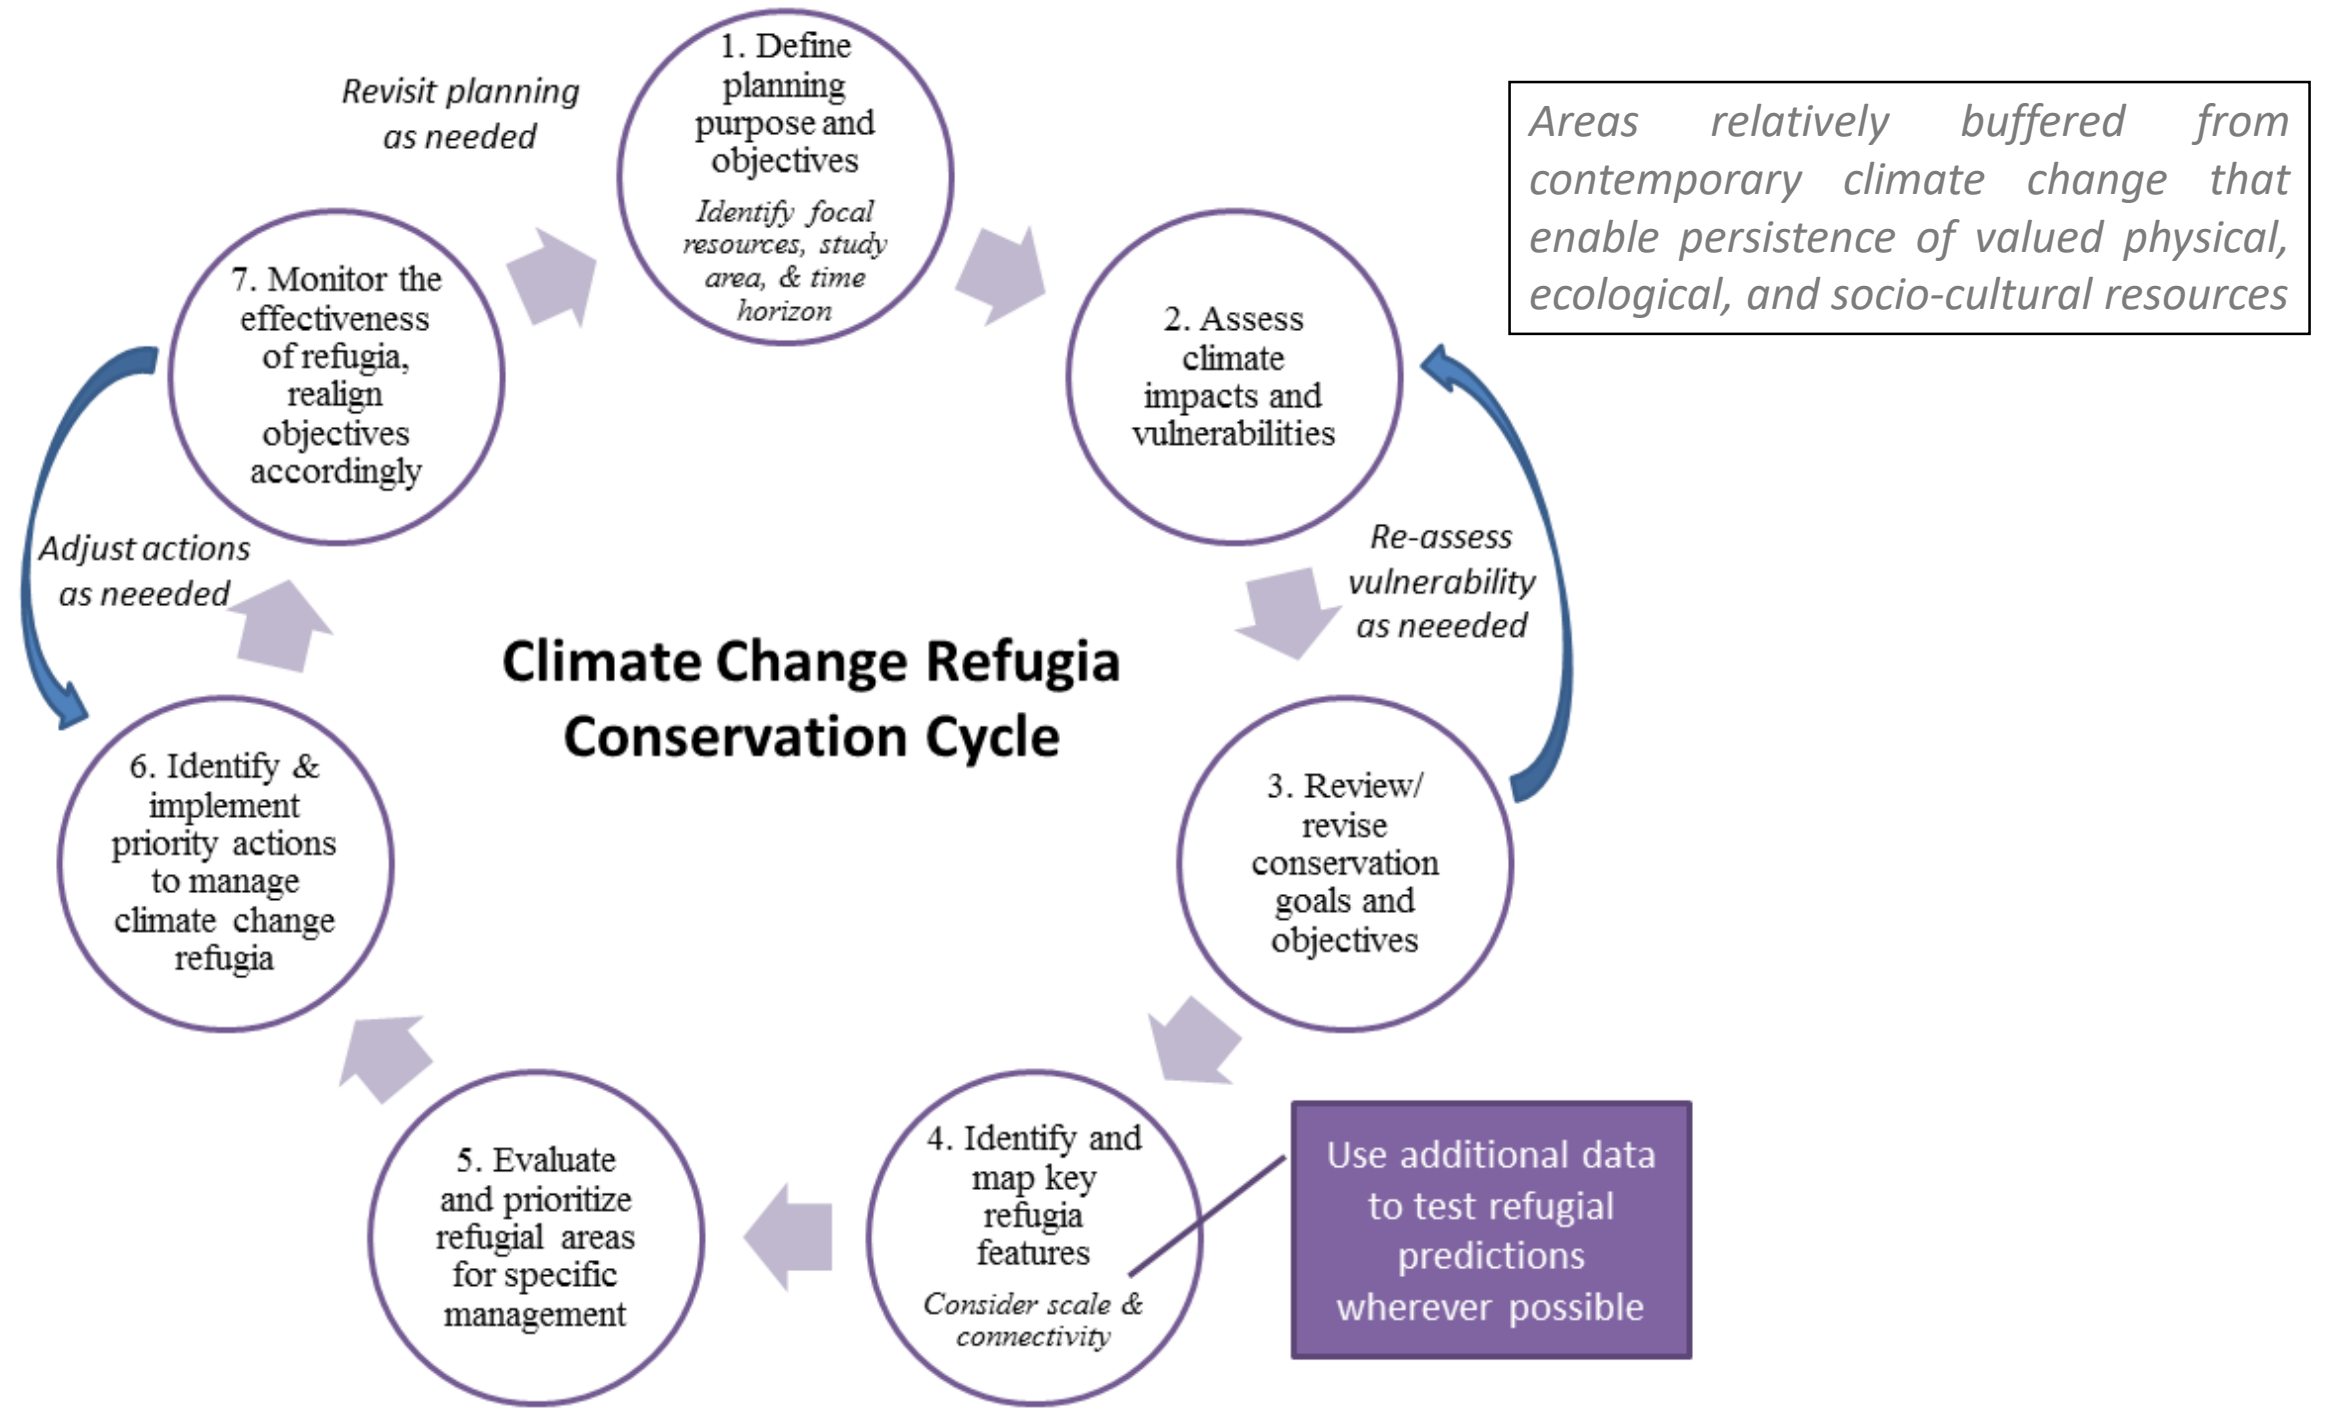 1. Define
planning
purpose and
objectives
Identify focal
resources, study
area, & time
horizon
Revisit planning
as needed
Areas relatively buffered from
contemporary climate change that
enable persistence of valued physical,
ecological, and socio-cultural resources
2. Assess
climate
impacts and
vulnerabilities
Re-assess
vulnerability
as neeeded
3. Review/
revise
conservation
goals and
objectives
4. Identify and
map key
refugia
features
Consider scale &
connectivity
Use additional data
to test refugial
predictions
wherever possible
5. Evaluate
and prioritize
refugial areas
for specific
management
6. Identify &
implement
priority actions
to manage
climate change
refugia
7. Monitor the
effectiveness
of refugia,
realign
objectives
accordingly
Adjust actions
as neeeded
Climate Change Refugia
Conservation Cycle